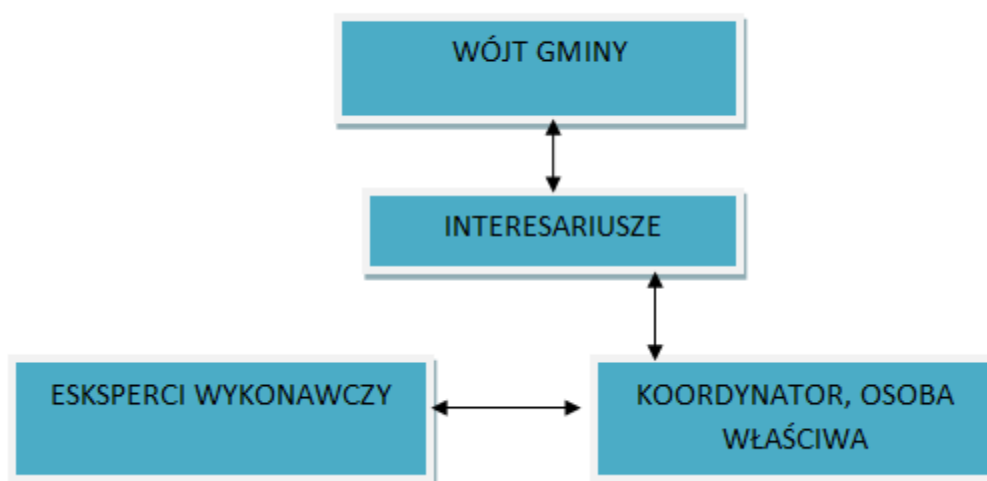 WÓJT GMINY
INTERESARIUSZE
ESKSPERCI WYKONAWCZY
KOORDYNATOR, OSOBA
WŁAŚCIWA